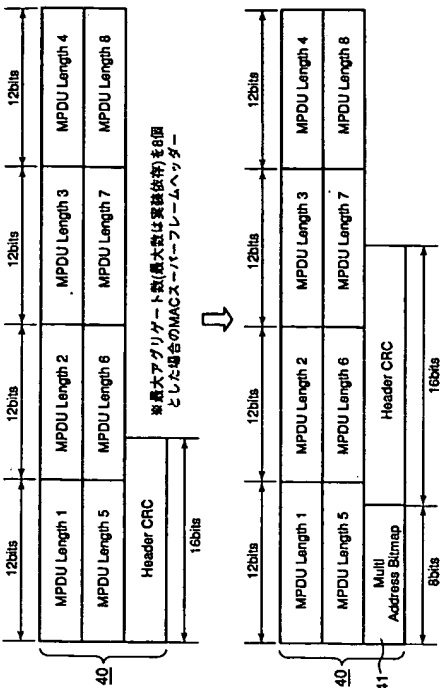 12bits 12bits 12bits 12bits
MPDU Length 1 MPDU Length 2 MPDU Length 3 MPDU Length 4
MPDU Length 5 MPDU Length 6 MPDU Length 7 MPDU Length 8
Header CRC
16bits
40
※最大アグリゲート数(最大数は実装依存)を8個
とした場合のMACスーパーフレームヘッダー
12bits 12bits 12bits 12bits
MPDU Length 1 MPDU Length 2 MPDU Length 3 MPDU Length 4
MPDU Length 5 MPDU Length 6 MPDU Length 7 MPDU Length 8
Multi
Address Bitmap
Header CRC
8bits 16bits
40
41